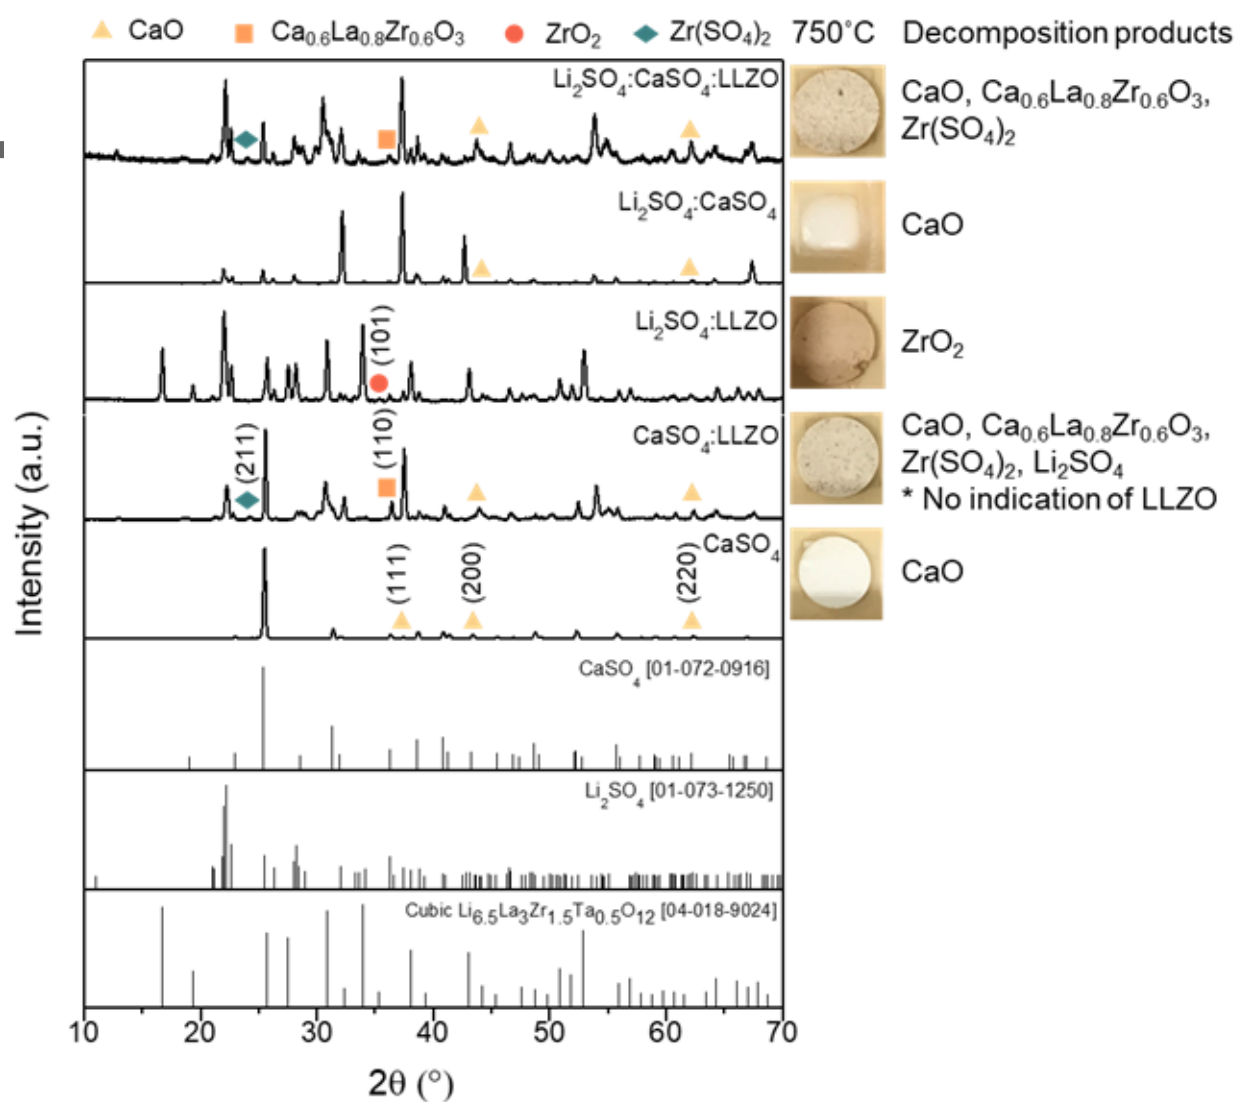 CaO Ca₀.₆La₀.₈Zr₀.₆O₃ ZrO₂ Zr(SO₄)₂ 750°C Decomposition products
Li₂SO₄:CaSO₄:LLZO
CaO, Ca₀.₆La₀.₈Zr₀.₆O₃,
Zr(SO₄)₂
Li₂SO₄:CaSO₄
CaO
Li₂SO₄:LLZO
(101)
ZrO₂
CaSO₄:LLZO
(211)
(110)
CaO, Ca₀.₆La₀.₈Zr₀.₆O₃,
Zr(SO₄)₂, Li₂SO₄
* No indication of LLZO
CaSO₄
(111)
(200)
(220)
CaO
CaSO₄ [01-072-0916]
Li₂SO₄ [01-073-1250]
Cubic Li₆.₅La₃Zr₁.₅Ta₀.₅O₁₂ [04-018-9024]
Intensity (a.u.)
10 20 30 40 50 60 70
2θ (°)